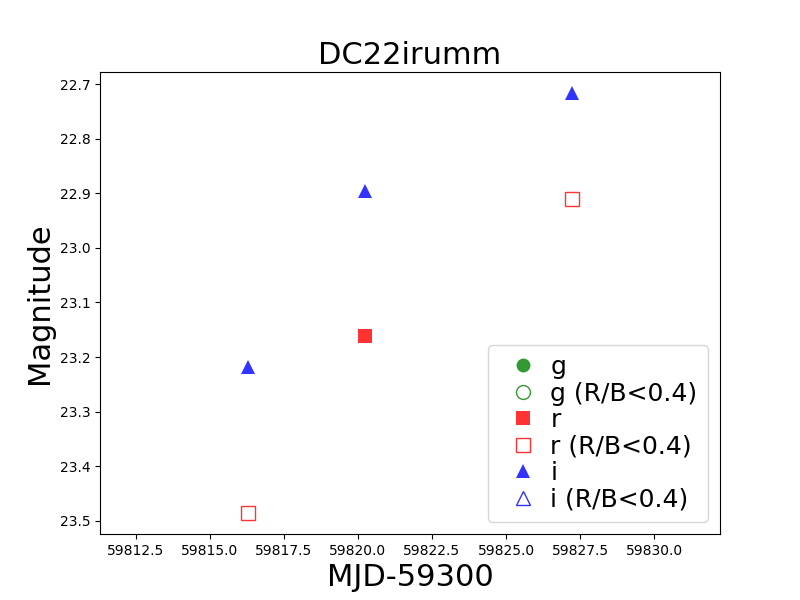 DC22irumm
Magnitude
22.7
22.8
22.9
23.0
23.1
23.2
23.3
23.4
23.5
g
g (R/B<0.4)
r
r (R/B<0.4)
i
i (R/B<0.4)
59812.5 59815.0 59817.5 59820.0 59822.5 59825.0 59827.5 59830.0
MJD-59300